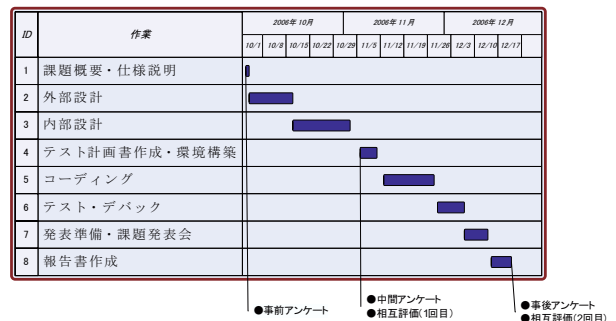 ID 作業 2006年 10月 2006年 11月 2006年 12月
10/1 10/8 10/15 10/22 10/29 11/5 11/12 11/19 11/26 12/3 12/10 12/17
1 課題概要・仕様説明
2 外部設計
3 内部設計
4 テスト計画書作成・環境構築
5 コーディング
6 テスト・デバック
7 発表準備・課題発表会
8 報告書作成
●事前アンケート
●中間アンケート
●相互評価(1回目)
●事後アンケート
●相互評価(2回目)